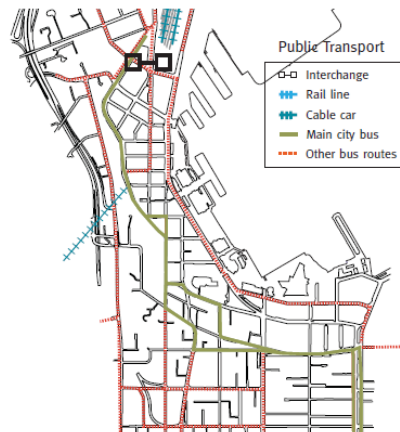 Public Transport
Interchange
Rail line
Cable car
Main city bus
Other bus routes